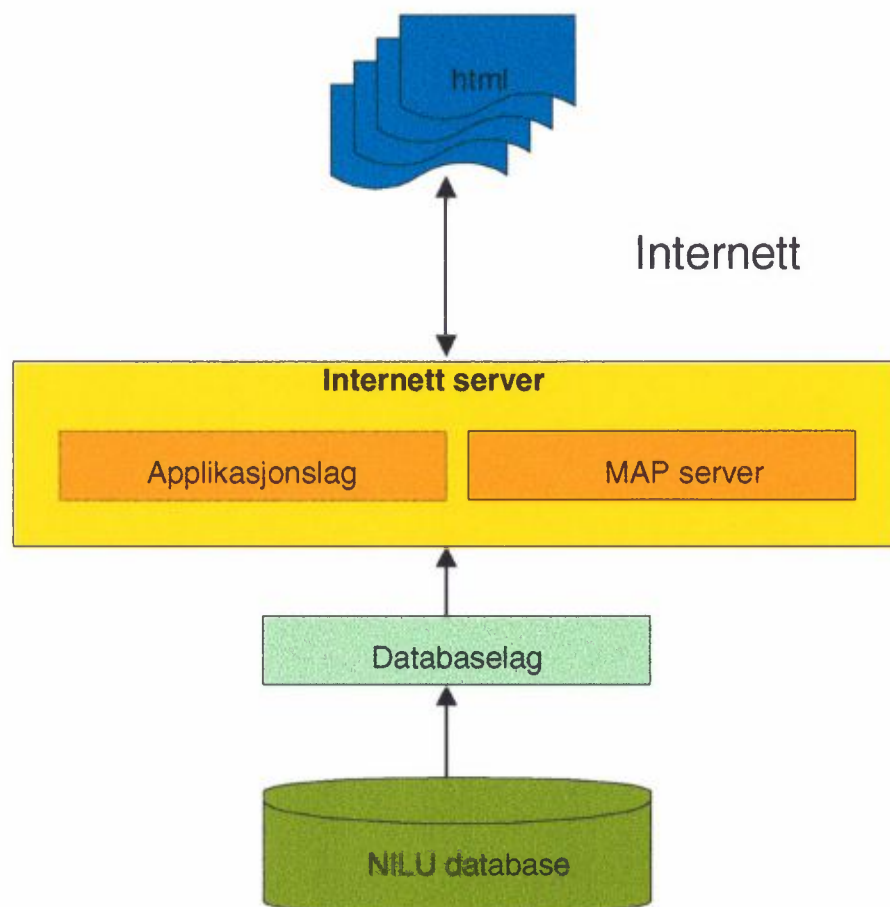 html
Internett
Internett server
Applikasjonslag
MAP server
Databaselag
NILU database